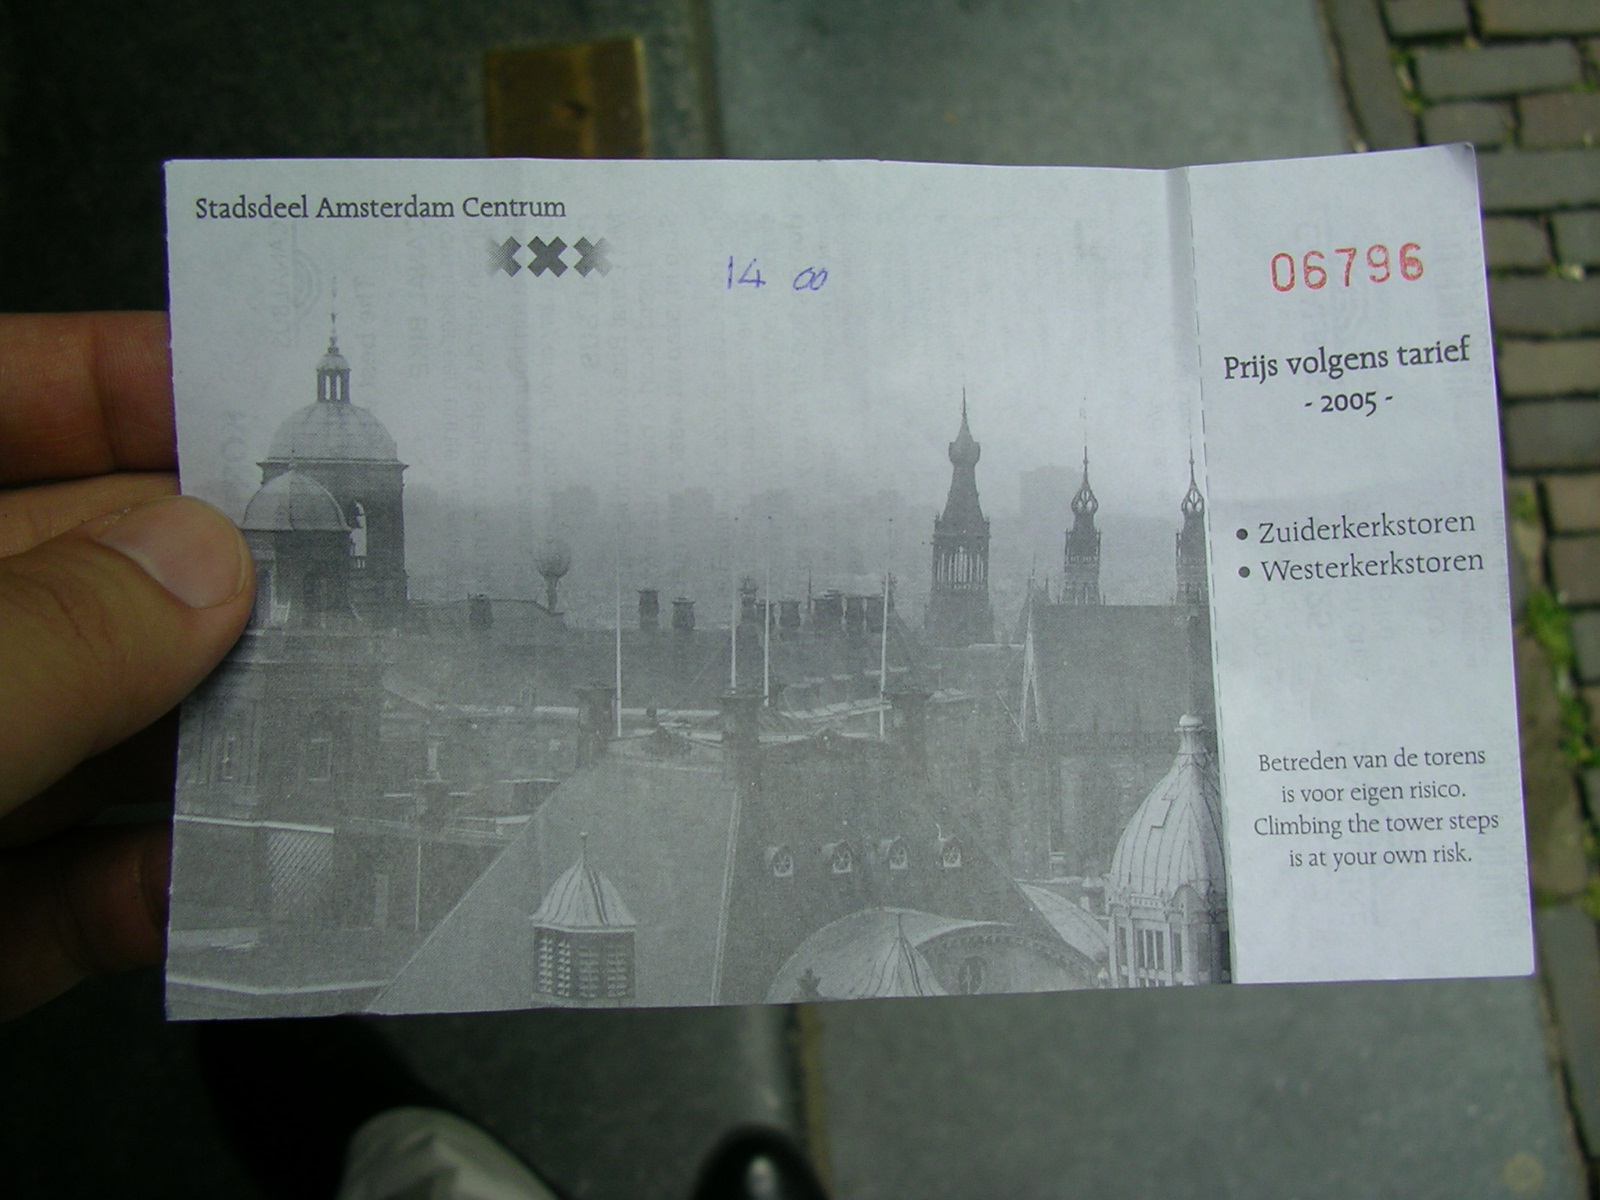 Stadsdeel Amsterdam Centrum
XXX
14 00
06796
Prijs volgens tarief
- 2005 -
• Zuiderkerkstoren
• Westerkerkstoren
Betreden van de torens
is voor eigen risico.
Climbing the tower steps
is at your own risk.